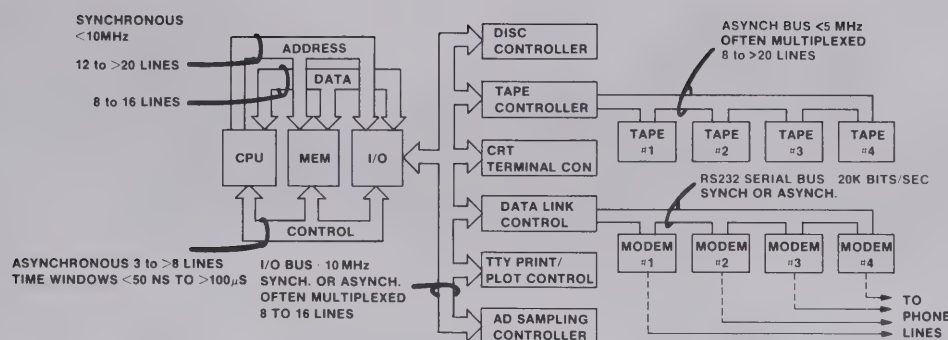 SYNCHRONOUS
<10MHz
12 to >20 LINES
8 to 16 LINES
ADDRESS
DATA
CPU
MEM
I/O
CONTROL
ASYNCHRONOUS 3 to >8 LINES
TIME WINDOWS <50 NS TO >100µS
I/O BUS · 10 MHz
SYNCH. OR ASYNCH.
OFTEN MULTIPLEXED
8 TO 16 LINES
DISC
CONTROLLER
TAPE
CONTROLLER
CRT
TERMINAL CON
DATA LINK
CONTROL
TTY PRINT/
PLOT CONTROL
AD SAMPLING
CONTROLLER
ASYNCH BUS <5 MHz
OFTEN MULTIPLEXED
8 to >20 LINES
TAPE
#1
TAPE
#2
TAPE
#3
TAPE
#4
RS232 SERIAL BUS 20K BITS/SEC
SYNCH OR ASYNCH.
MODEM
#1
MODEM
#2
MODEM
#3
MODEM
#4
TO
PHONE
LINES